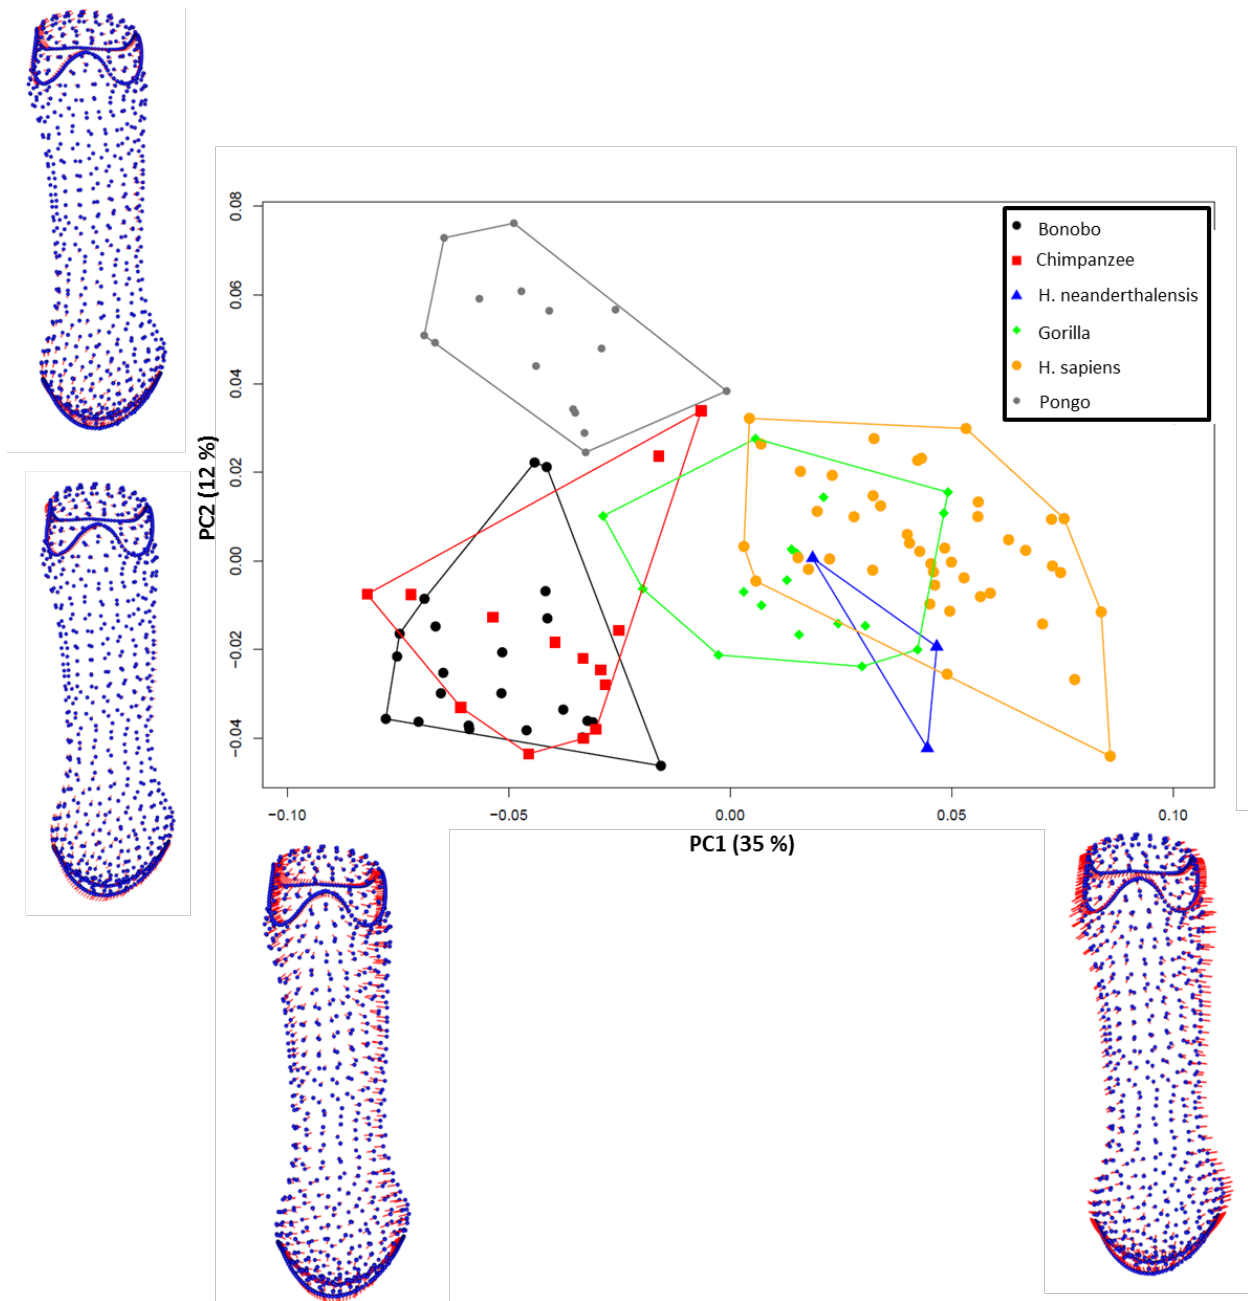 0.08
0.06
0.04
0.02
0.00
−0.02
−0.04
PC2 (12 %)
Bonobo
Chimpanzee
H. neanderthalensis
Gorilla
H. sapiens
Pongo
−0.10
−0.05
0.00
0.05
0.10
PC1 (35 %)